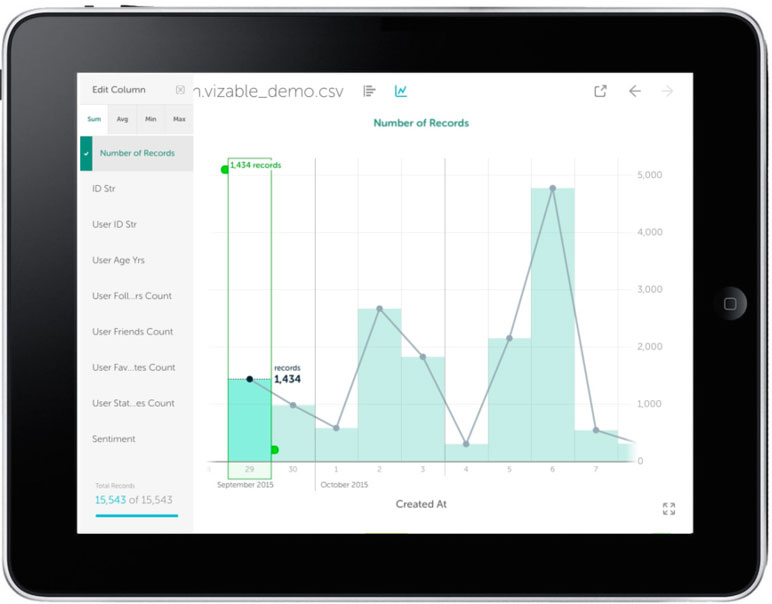 Edit Column
n.vizable_demo.csv
Sum Avg Min Max
Number of Records
Number of Records
ID Str
User ID Str
User Age Yrs
User Foll...rs Count
User Friends Count
User Fav...tes Count
User Stat...es Count
Sentiment
Total Records
15,543 of 15,543
1,434 records
records
1,434
5,000
4,000
3,000
2,000
1,000
0
29 30 1 2 3 4 5 6 7
September 2015 October 2015
Created At